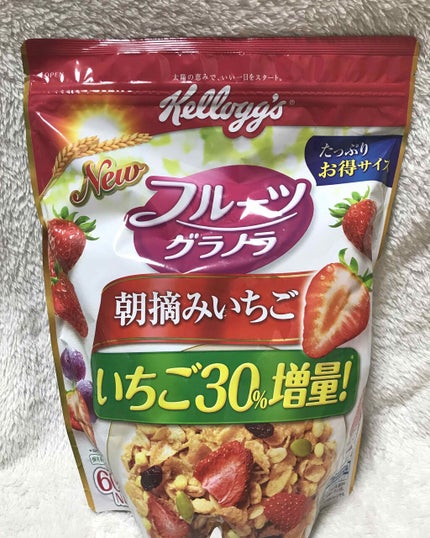 OPEN
太陽の恵みで、いい一日をスタート。
Kellogg's®
たっぷり
お得サイズ
New
フルーツ
グラノラ
朝摘みいちご
いちご30%増量!